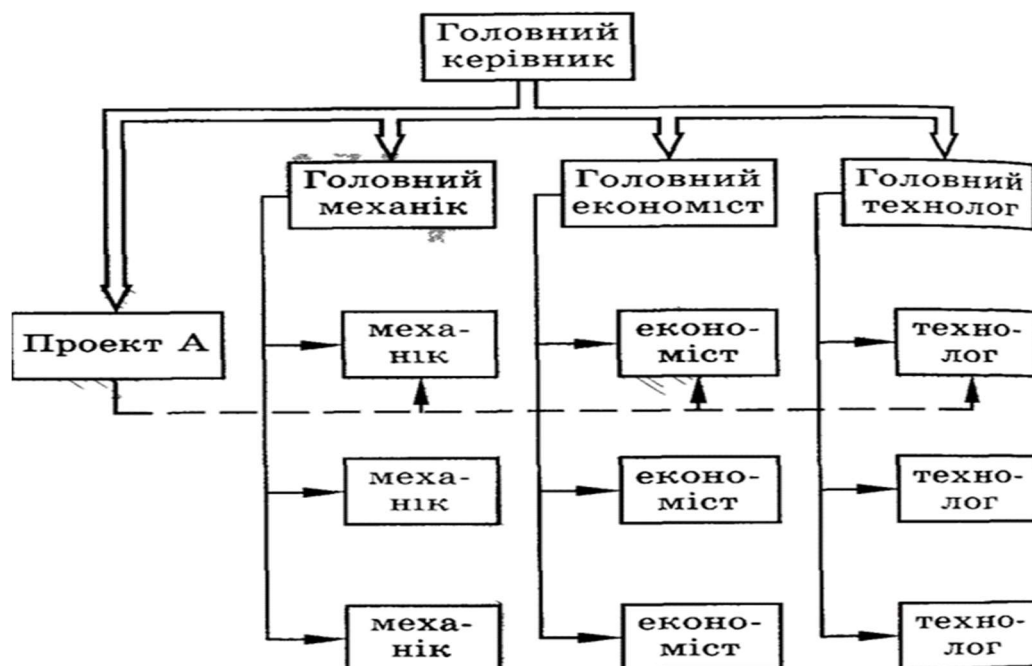 Головний
керівник
Головний
механік
Головний
економіст
Головний
технолог
Проект А
меха-
нік
еконо-
міст
техно-
лог
меха-
нік
еконо-
міст
техно-
лог
меха-
нік
еконо-
міст
техно-
лог